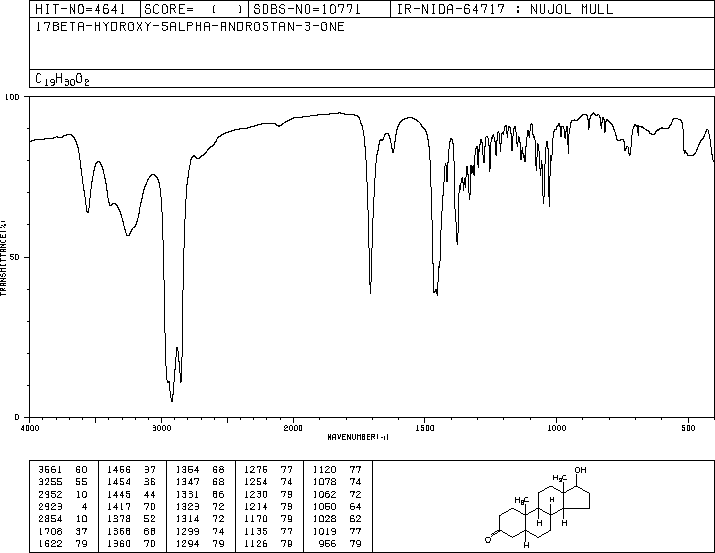 HIT-NO=4641 SCORE= ( ) SDBS-NO=10771 IR-NIDA-64717 : NUJOL MULL
17BETA-HYDROXY-5ALPHA-ANDROSTAN-3-ONE
C19H30O2
100
50
0
TRANSMITTANCE(%)
4000 3000 2000 1500 1000 500
WAVENUMBER(-1)
3561 60 1466 37 1354 68 1276 77 1120 77
3255 55 1454 36 1347 68 1254 74 1078 74
2952 10 1445 44 1331 66 1230 79 1062 72
2923 4 1417 70 1323 72 1214 79 1050 64
2854 10 1378 52 1314 72 1170 79 1028 62
1706 37 1368 68 1299 74 1135 77 1019 77
1622 79 1360 70 1294 79 1126 79 956 79
OH
H3C
H3C
H
H H
H
O